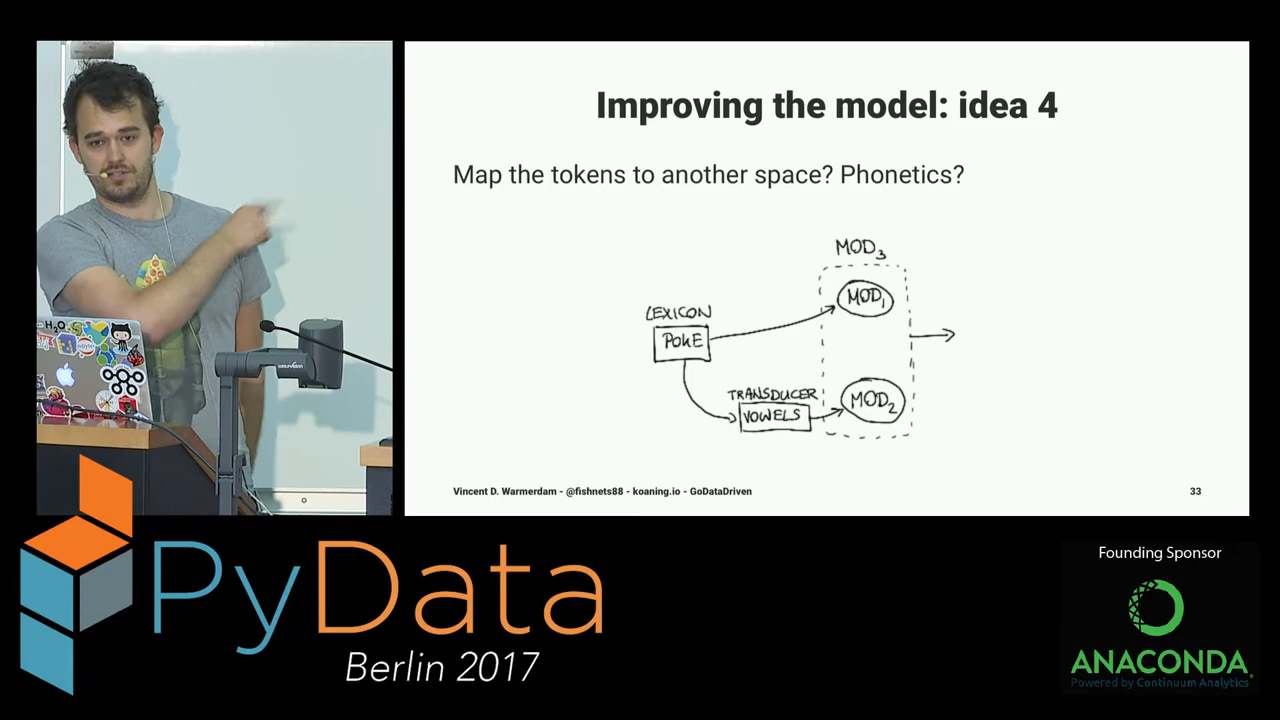 Improving the model: idea 4
Map the tokens to another space? Phonetics?
MOD3
MOD1
LEXICON
POKE
TRANSDUCER
VOWELS
MOD2
Vincent D. Warmerdam - @fishnets88 - koaning.io - GoDataDriven
33
H2O
PyData
Berlin 2017
Founding Sponsor
ANACONDA
Powered by Continuum Analytics